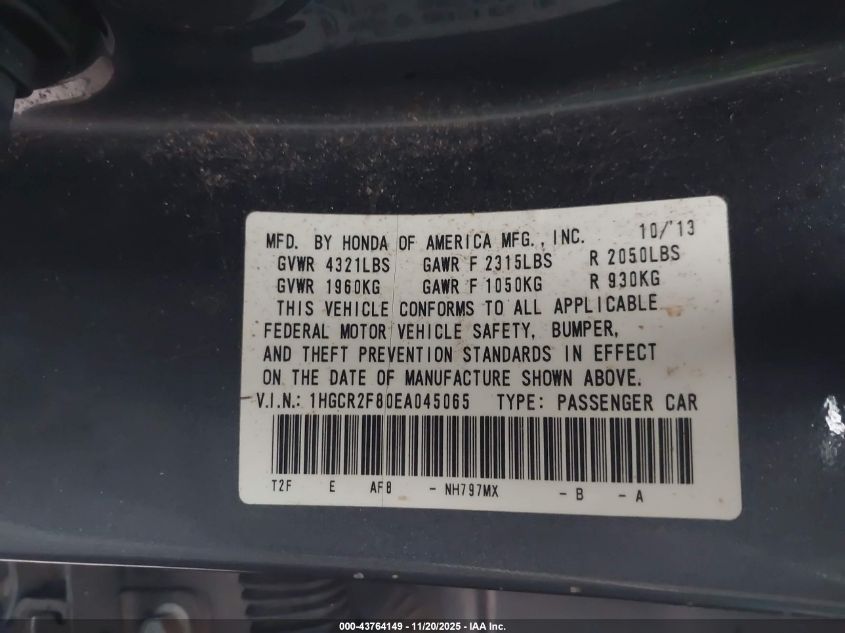 MFD. BY HONDA OF AMERICA MFG., INC. 10/'13
GVWR 4321LBS GAWR F 2315LBS R 2050LBS
GVWR 1960KG GAWR F 1050KG R 930KG
THIS VEHICLE CONFORMS TO ALL APPLICABLE
FEDERAL MOTOR VEHICLE SAFETY, BUMPER,
AND THEFT PREVENTION STANDARDS IN EFFECT
ON THE DATE OF MANUFACTURE SHOWN ABOVE.
V.I.N.: 1HGCR2F80EA045065 TYPE: PASSENGER CAR
T2F E AF8 - NH797MX - B - A
000-43764149 - 11/20/2025 - IAA Inc.